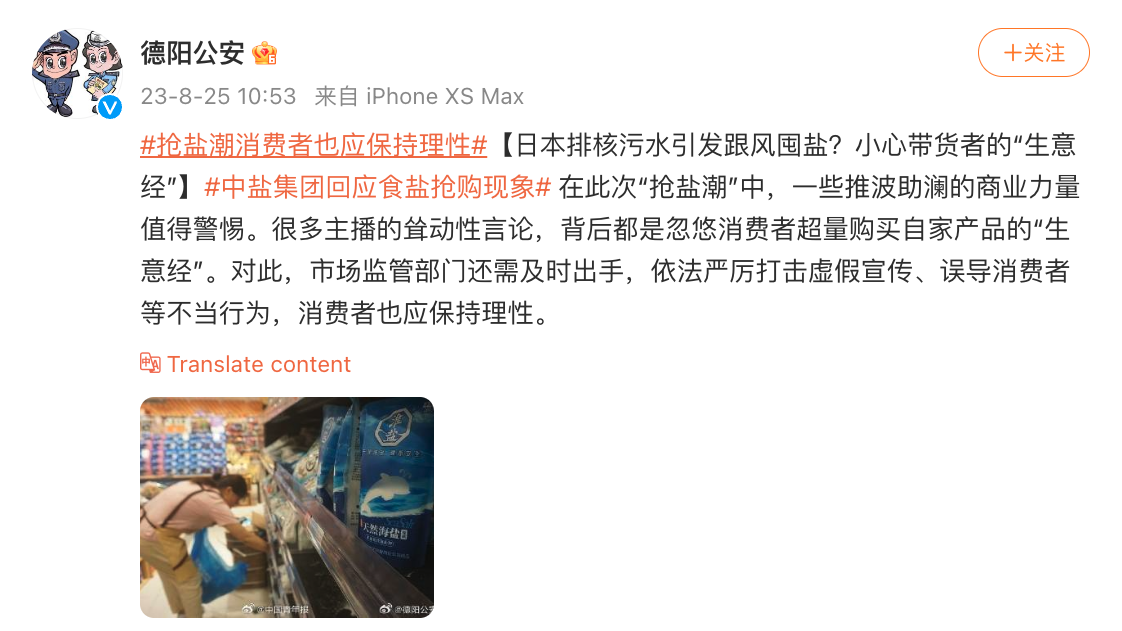 德阳公安
+关注
23-8-25 10:53 来自 iPhone XS Max
#抢盐潮消费者也应保持理性#【日本排核污水引发跟风囤盐？小心带货者的“生意
经”】#中盐集团回应食盐抢购现象# 在此次“抢盐潮”中，一些推波助澜的商业力量
值得警惕。很多主播的耸动性言论，背后都是忽悠消费者超量购买自家产品的“生
意经”。对此，市场监管部门还需及时出手，依法严厉打击虚假宣传、误导消费者
等不当行为，消费者也应保持理性。
Translate content
天然海盐
@中国青年报
@德阳公安